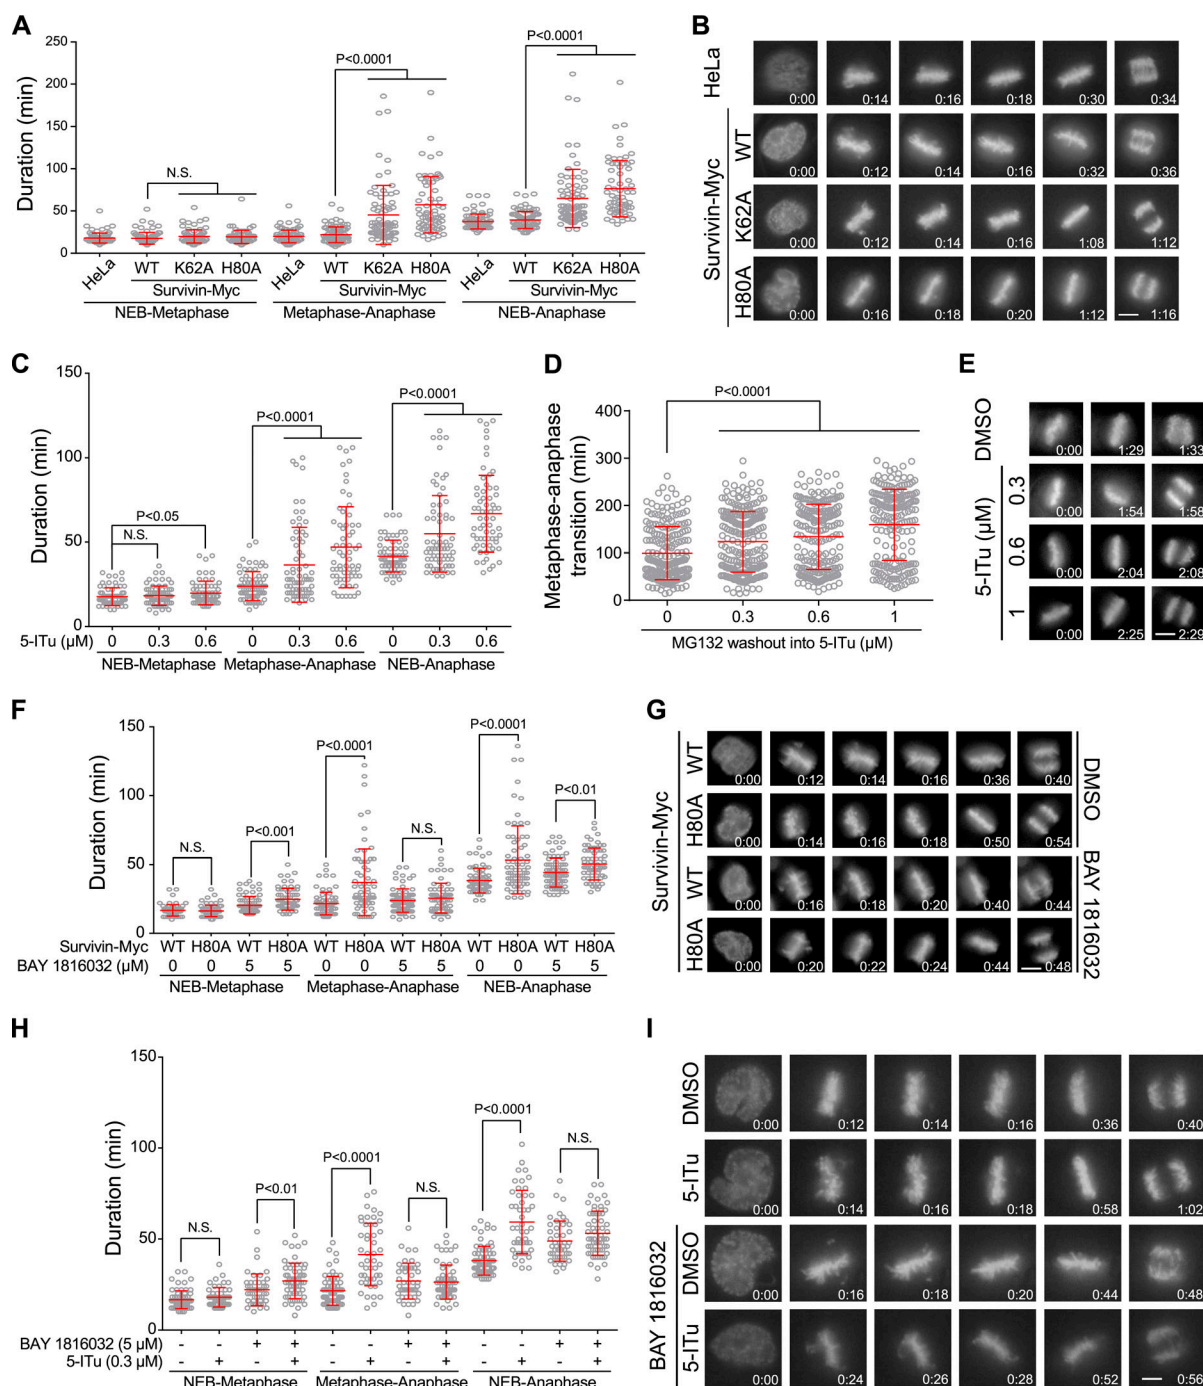 A
Duration (min)
250
200
150
100
50
0
N.S.
P<0.0001
P<0.0001
HeLa WT K62A H80A HeLa WT K62A H80A HeLa WT K62A H80A
Survivin-Myc Survivin-Myc Survivin-Myc
NEB-Metaphase Metaphase-Anaphase NEB-Anaphase
B
HeLa
0:00 0:14 0:16 0:18 0:30 0:34
Survivin-Myc
WT
0:00 0:12 0:14 0:16 0:32 0:36
K62A
0:00 0:12 0:14 0:16 1:08 1:12
H80A
0:00 0:16 0:18 0:20 1:12 1:16
C
Duration (min)
150
100
50
0
P<0.05
N.S.
P<0.0001
P<0.0001
5-ITu (µM) 0 0.3 0.6 0 0.3 0.6 0 0.3 0.6
NEB-Metaphase Metaphase-Anaphase NEB-Anaphase
D
Metaphase-anaphase
transition (min)
400
300
200
100
0
P<0.0001
0 0.3 0.6 1
MG132 washout into 5-ITu (µM)
E
DMSO
0:00 1:29 1:33
5-ITu (µM)
0.3
0:00 1:54 1:58
0.6
0:00 2:04 2:08
1
0:00 2:25 2:29
F
Duration (min)
150
100
50
0
N.S.
P<0.001
P<0.0001
N.S.
P<0.0001
P<0.01
Survivin-Myc WT H80A WT H80A WT H80A WT H80A WT H80A WT H80A
BAY 1816032 (µM) 0 0 5 5 0 0 5 5 0 0 5 5
NEB-Metaphase Metaphase-Anaphase NEB-Anaphase
G
Survivin-Myc
WT
0:00 0:12 0:14 0:16 0:36 0:40
H80A
0:00 0:14 0:16 0:18 0:50 0:54
DMSO
WT
0:00 0:16 0:18 0:20 0:40 0:44
H80A
0:00 0:20 0:22 0:24 0:44 0:48
BAY 1816032
H
Duration (min)
150
100
50
0
N.S.
P<0.01
P<0.0001
N.S.
P<0.0001
N.S.
BAY 1816032 (5 µM) - - + + - - + + - - + +
5-ITu (0.3 µM) - + - + - + - + - + - +
NEB-Metaphase Metaphase-Anaphase NEB-Anaphase
I
DMSO
0:00 0:12 0:14 0:16 0:36 0:40
5-ITu
0:00 0:14 0:16 0:18 0:58 1:02
BAY 1816032
DMSO
0:00 0:16 0:18 0:20 0:44 0:48
5-ITu
0:00 0:24 0:26 0:28 0:52 0:56